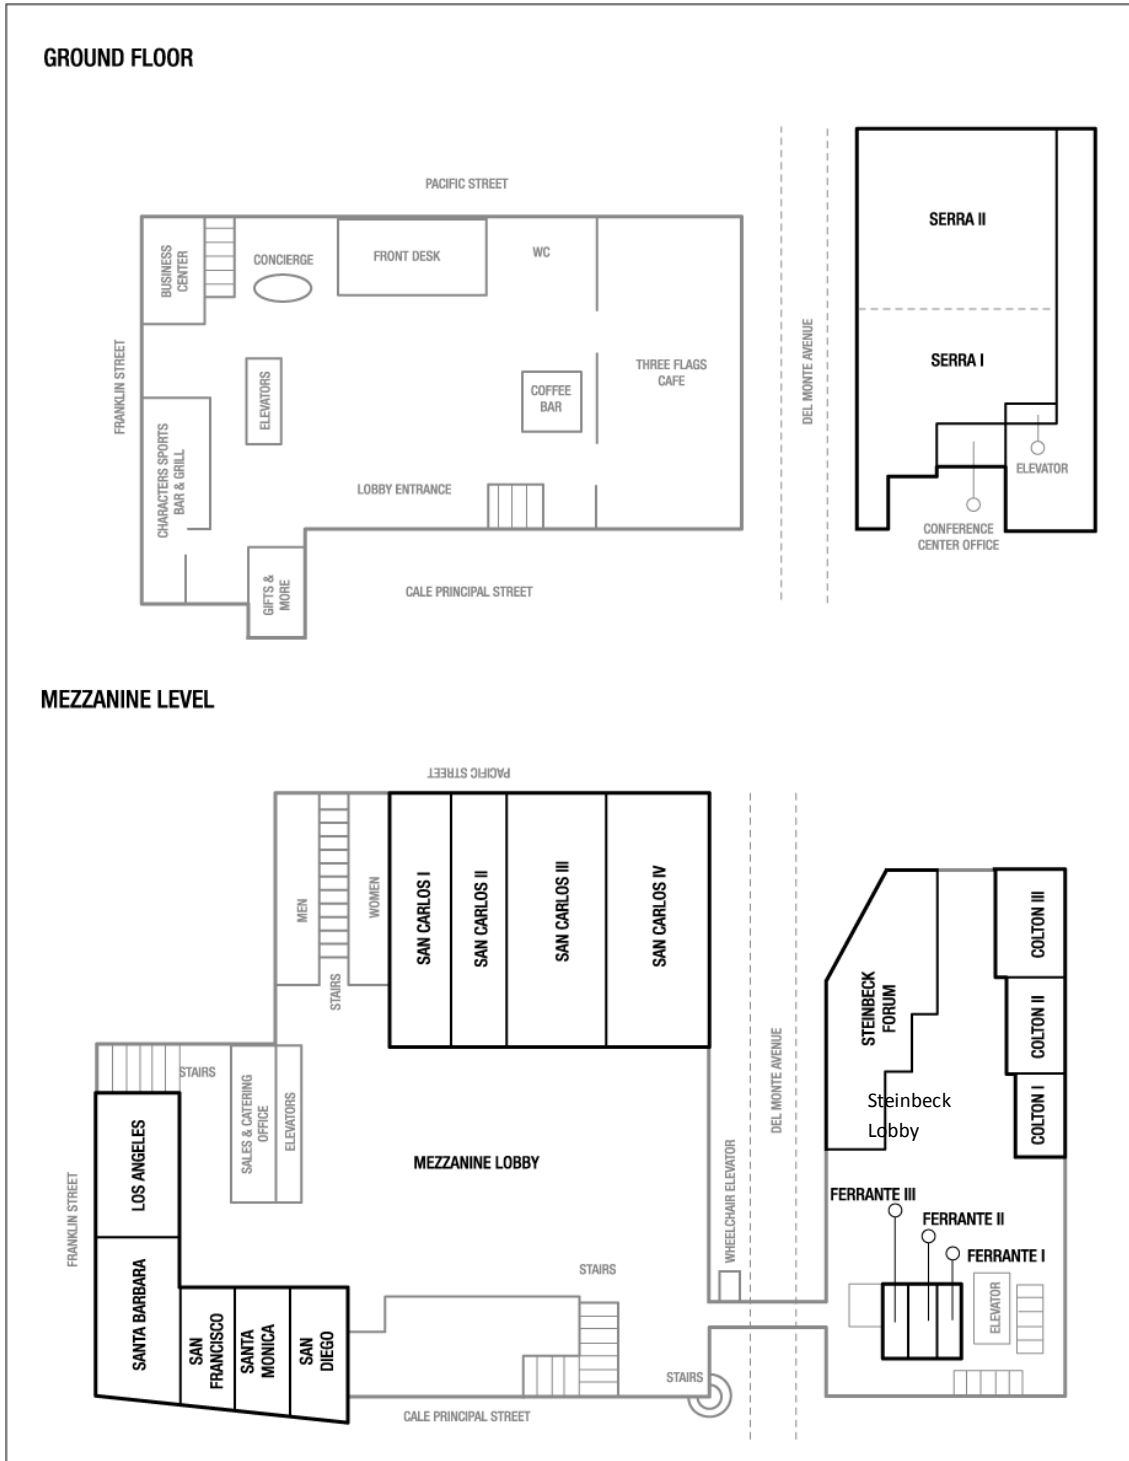 GROUND FLOOR
PACIFIC STREET
BUSINESS
CENTER
CONCIERGE
FRONT DESK
WC
SERRA II
FRANKLIN STREET
ELEVATORS
COFFEE
BAR
THREE FLAGS
CAFE
DEL MONTE AVENUE
SERRA I
CHARACTERS SPORTS
BAR & GRILL
LOBBY ENTRANCE
ELEVATOR
CONFERENCE
CENTER OFFICE
GIFTS &
MORE
CALE PRINCIPAL STREET
MEZZANINE LEVEL
PACIFIC STREET
MEN
STAIRS
WOMEN
SAN CARLOS I
SAN CARLOS II
SAN CARLOS III
SAN CARLOS IV
STEINBECK
FORUM
COLTON III
COLTON II
COLTON I
STAIRS
SALES & CATERING
OFFICE
ELEVATORS
DEL MONTE AVENUE
Steinbeck
Lobby
LOS ANGELES
MEZZANINE LOBBY
WHEELCHAIR ELEVATOR
FRANKLIN STREET
FERRANTE III
FERRANTE II
FERRANTE I
SANTA BARBARA
SAN
FRANCISCO
SANTA
MONICA
SAN
DIEGO
STAIRS
ELEVATOR
STAIRS
CALE PRINCIPAL STREET